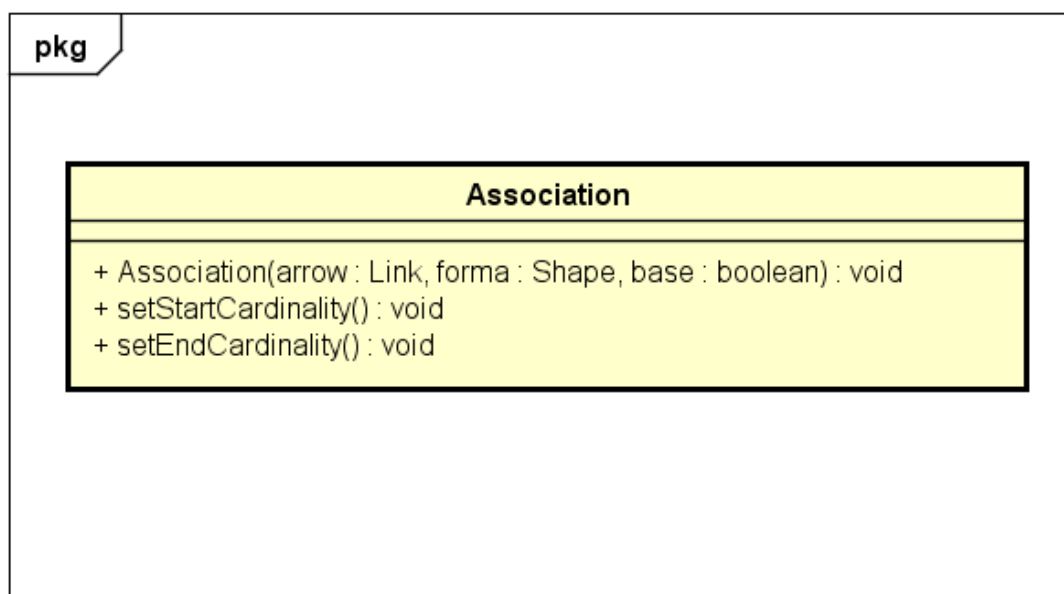 pkg
Association
+ Association(arrow : Link, forma : Shape, base : boolean) : void
+ setStartCardinality() : void
+ setEndCardinality() : void